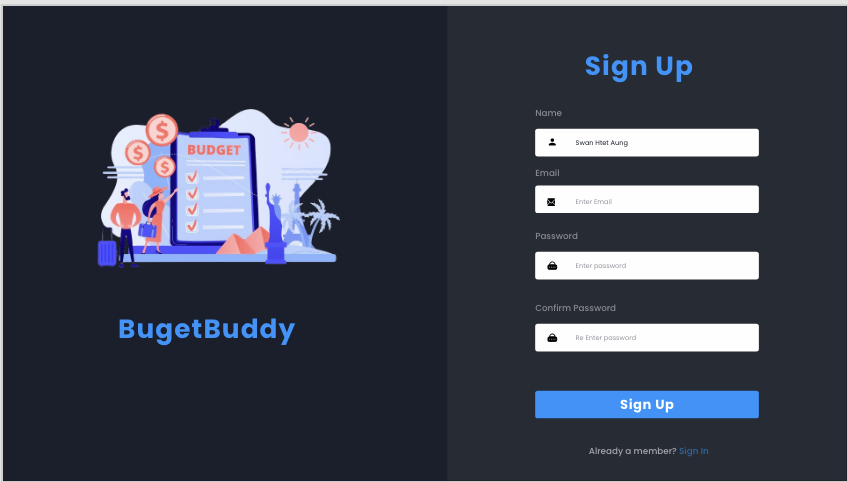 BUDGET
BugetBuddy
Sign Up
Name
Swan Htet Aung
Email
Enter Email
Password
Enter password
Confirm Password
Re Enter password
Sign Up
Already a member? Sign In